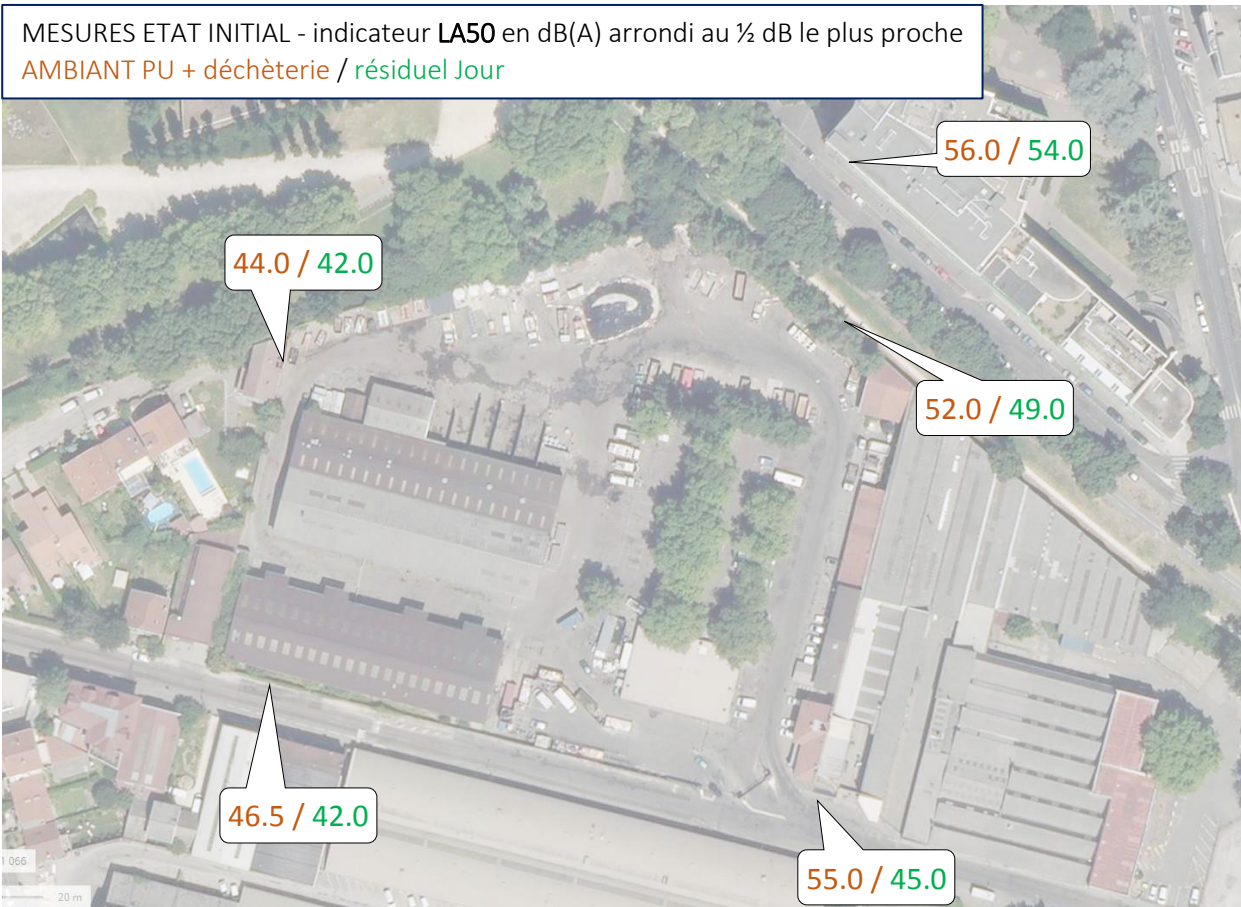 MESURES ETAT INITIAL - indicateur LA50 en dB(A) arrondi au ½ dB le plus proche
AMBIANT PU + déchèterie / résiduel Jour
56.0 / 54.0
44.0 / 42.0
52.0 / 49.0
46.5 / 42.0
55.0 / 45.0
1 066
20 m